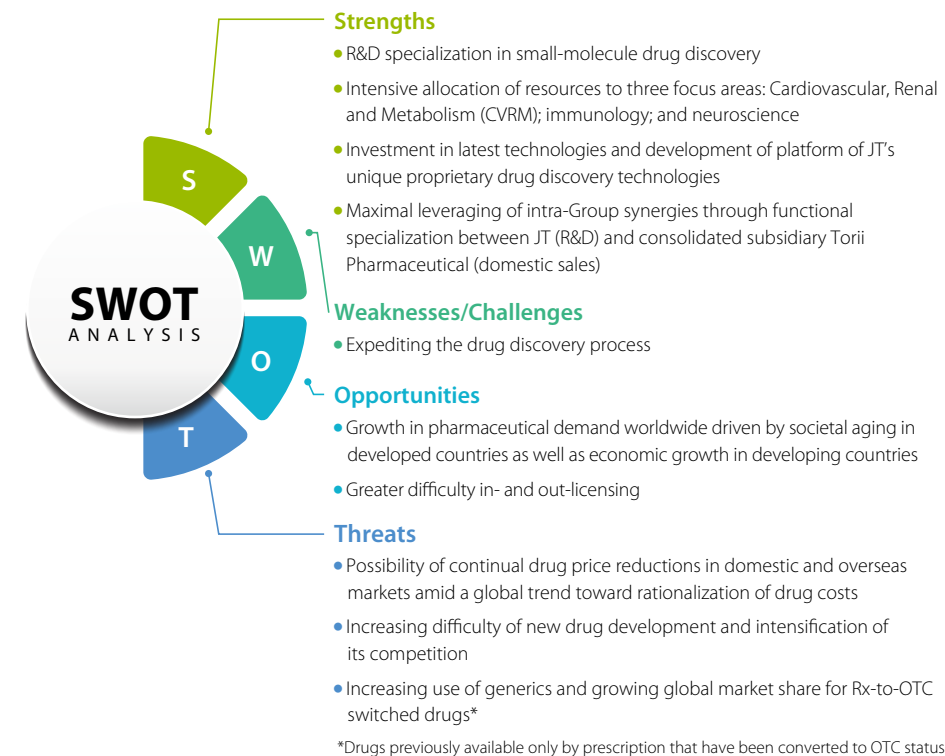 SWOT
ANALYSIS
S
W
O
T
Strengths
• R&D specialization in small-molecule drug discovery
• Intensive allocation of resources to three focus areas: Cardiovascular, Renal
and Metabolism (CVRM); immunology; and neuroscience
• Investment in latest technologies and development of platform of JT's
unique proprietary drug discovery technologies
• Maximal leveraging of intra-Group synergies through functional
specialization between JT (R&D) and consolidated subsidiary Torii
Pharmaceutical (domestic sales)
Weaknesses/Challenges
• Expediting the drug discovery process
Opportunities
• Growth in pharmaceutical demand worldwide driven by societal aging in
developed countries as well as economic growth in developing countries
• Greater difficulty in- and out-licensing
Threats
• Possibility of continual drug price reductions in domestic and overseas
markets amid a global trend toward rationalization of drug costs
• Increasing difficulty of new drug development and intensification of
its competition
• Increasing use of generics and growing global market share for Rx-to-OTC
switched drugs*
*Drugs previously available only by prescription that have been converted to OTC status